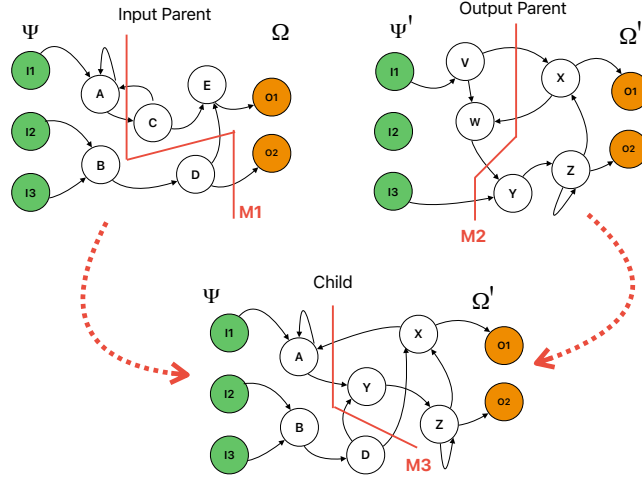 Input Parent
Ψ
Ω
I1
I2
I3
A
B
C
D
E
O1
O2
M1
Output Parent
Ψ'
Ω'
I1
I2
I3
V
W
X
Y
Z
O1
O2
M2
Child
Ψ
Ω'
I1
I2
I3
A
B
X
Y
D
Z
O1
O2
M3